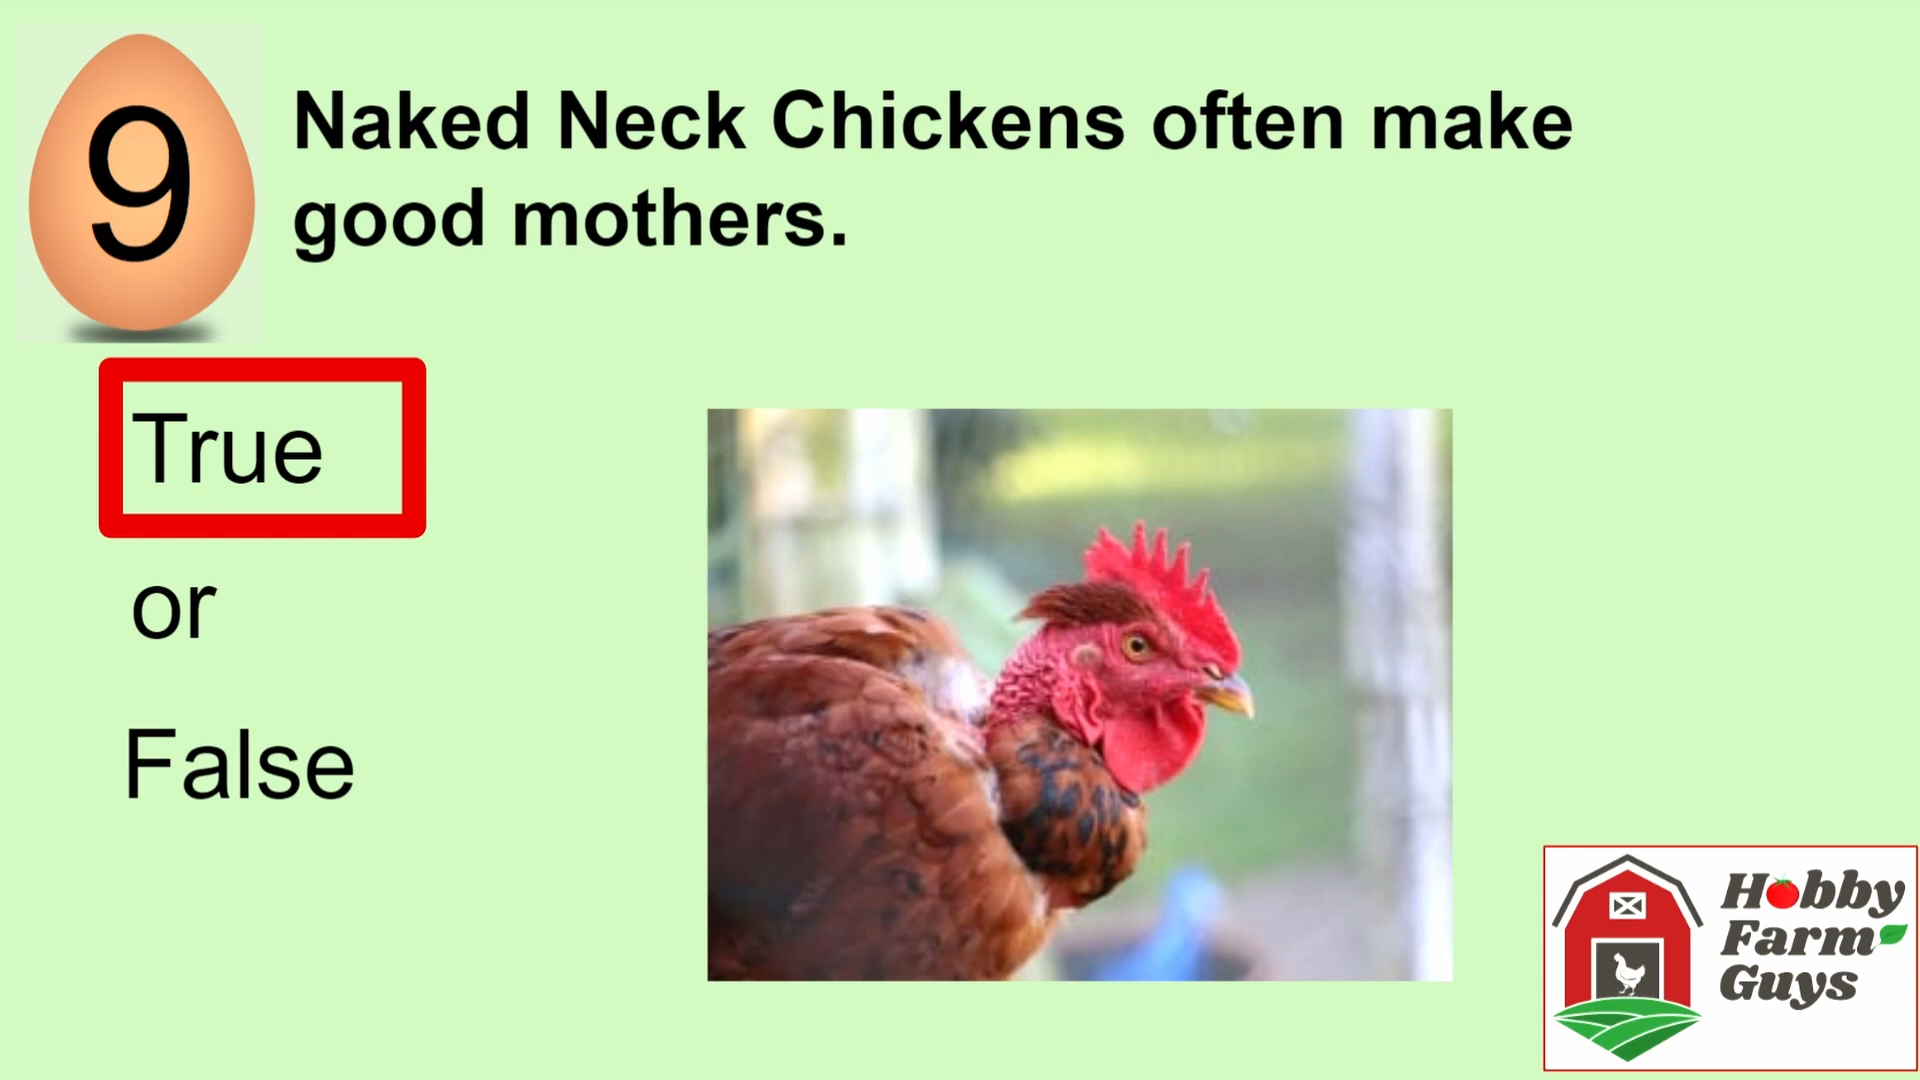 9
Naked Neck Chickens often make
good mothers.
True
or
False
Hobby
Farm
Guys